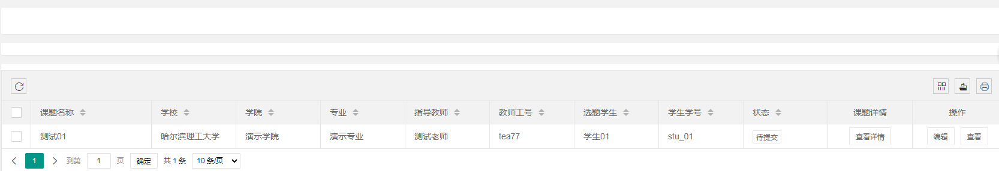 课题名称 学校 学院 专业 指导教师 教师工号 选题学生 学生学号 状态 课题详情 操作
测试01 哈尔滨理工大学 演示学院 演示专业 测试老师 tea77 学生01 stu_01 待提交 查看详情 编辑 查看
1 到第 1 页 确定 共 1 条 10 条/页